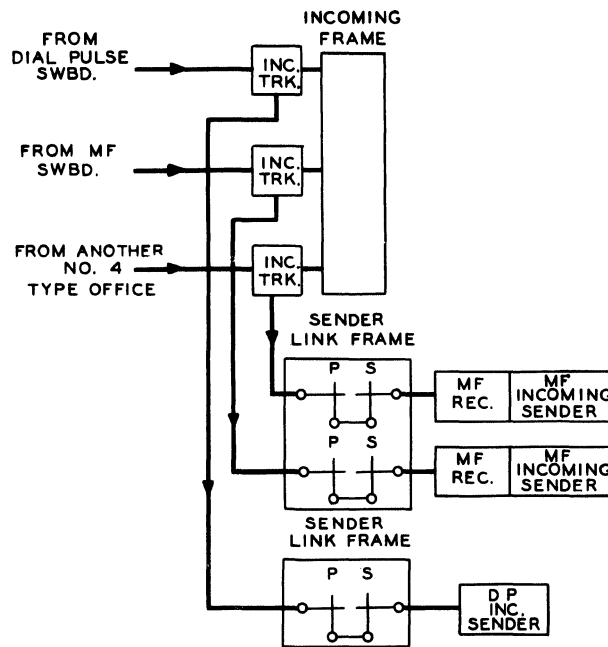 INCOMING
FRAME
FROM
DIAL PULSE
SWBD.
INC.
TRK.
FROM MF
SWBD.
INC.
TRK.
FROM ANOTHER
NO. 4
TYPE OFFICE
INC.
TRK.
SENDER
LINK FRAME
P S
MF
REC.
MF
INCOMING
SENDER
P S
MF
REC.
MF
INCOMING
SENDER
SENDER
LINK FRAME
P S
D P
INC.
SENDER